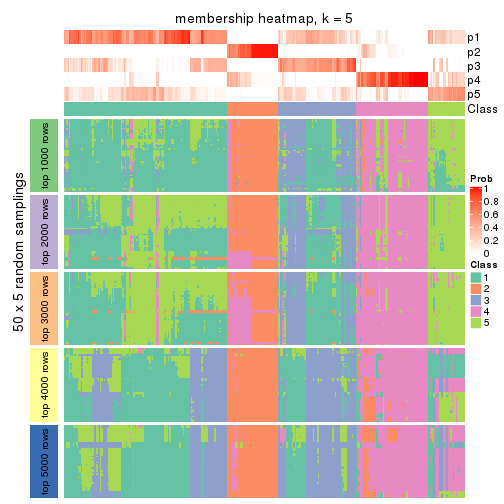 membership heatmap, k = 5
p1
p2
p3
p4
p5
Class
50 x 5 random samplings
top 1000 rows
top 2000 rows
top 3000 rows
top 4000 rows
top 5000 rows
Prob
1
0.8
0.6
0.4
0.2
0
Class
1
2
3
4
5